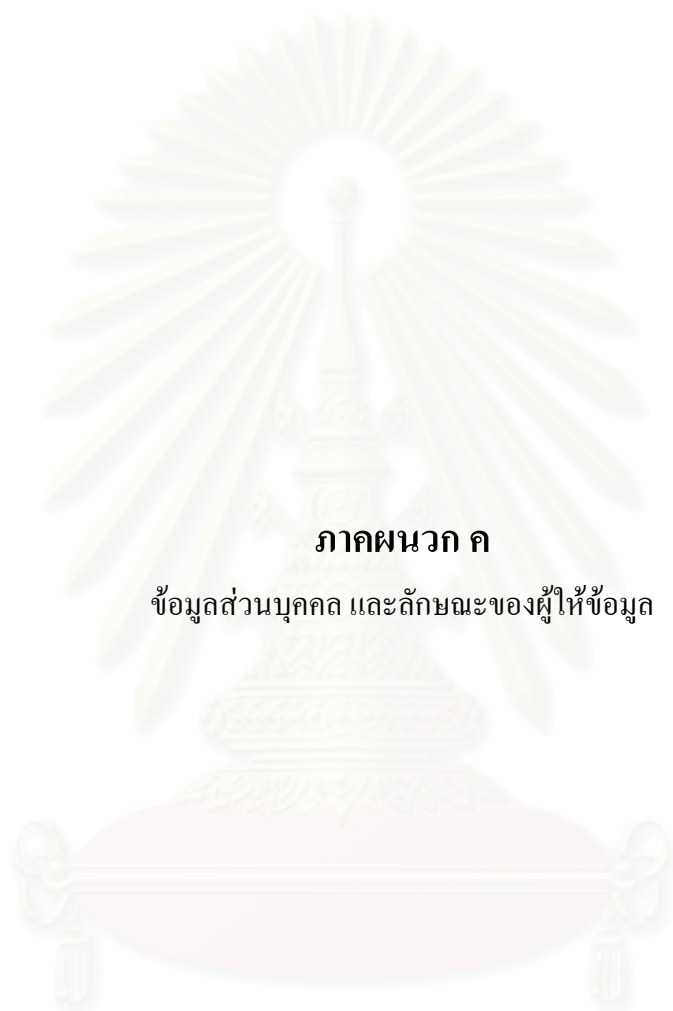 ภาคผนวก ค
ข้อมูลส่วนบุคคล และลักษณะของผู้ให้ข้อมูล